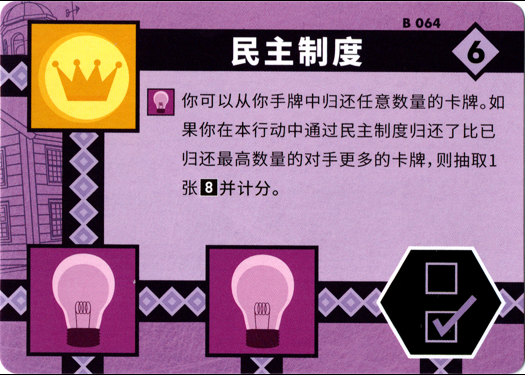 B 064
民主制度
6
你可以从你手牌中归还任意数量的卡牌。如
果你在本行动中通过民主制度归还了比已
归还最高数量的对手更多的卡牌,则抽取1
张8并计分。